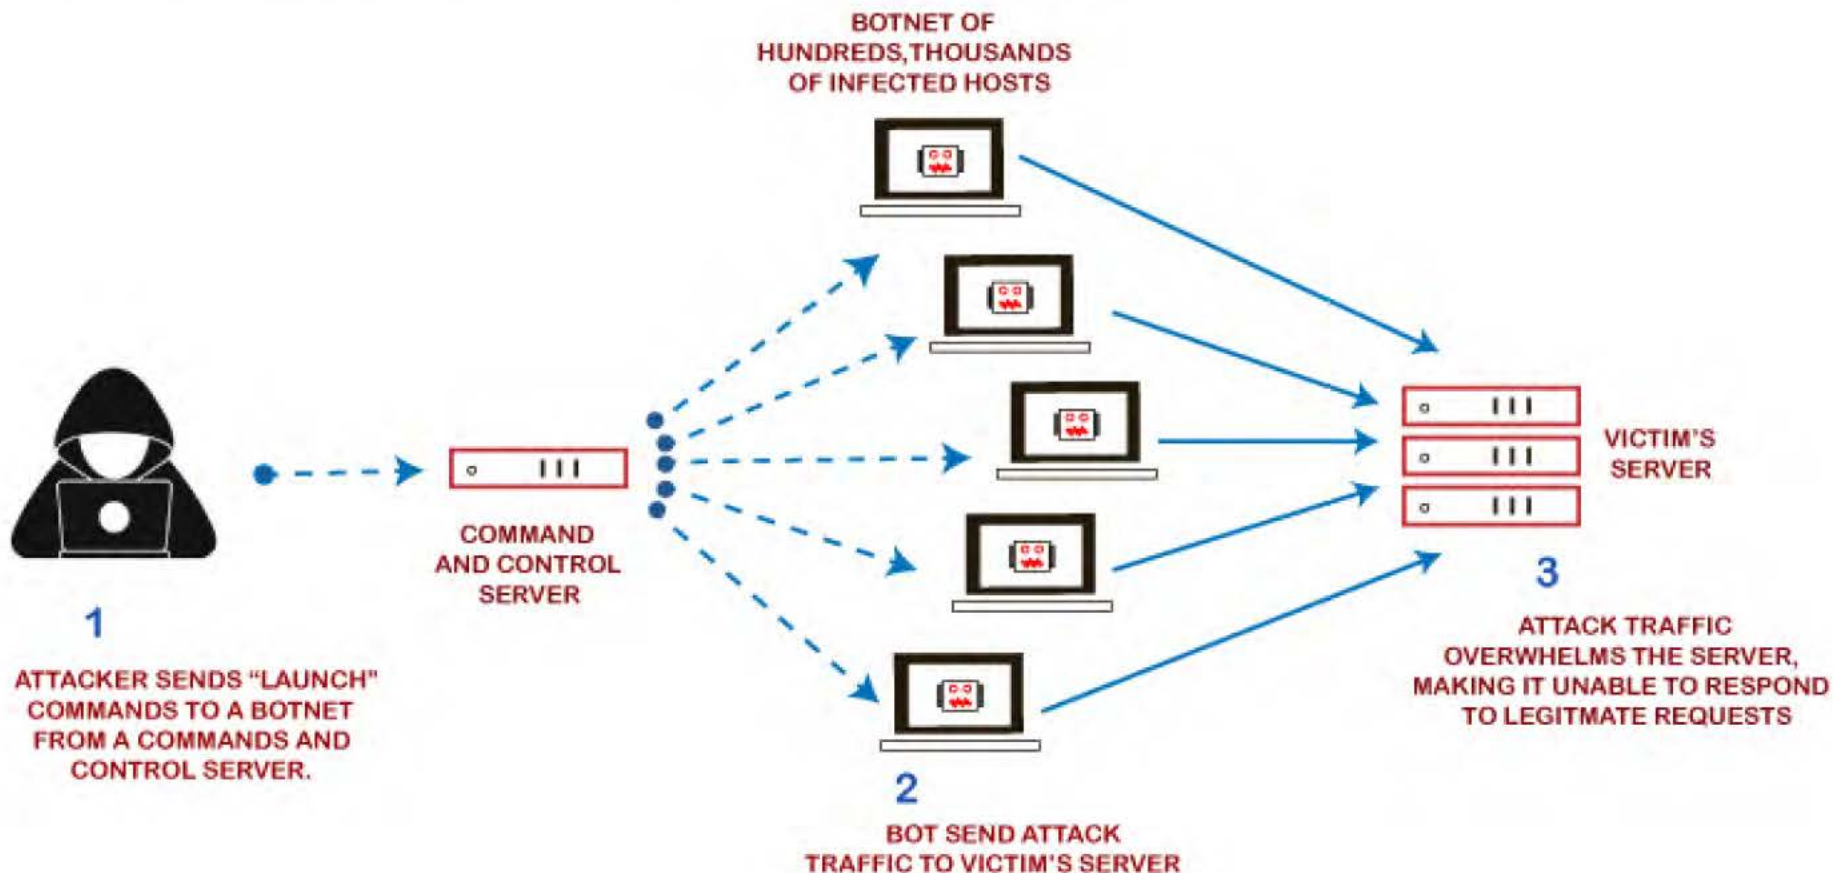 BOTNET OF
HUNDREDS,THOUSANDS
OF INFECTED HOSTS
COMMAND
AND CONTROL
SERVER
VICTIM'S
SERVER
1
ATTACKER SENDS “LAUNCH”
COMMANDS TO A BOTNET
FROM A COMMANDS AND
CONTROL SERVER.
2
BOT SEND ATTACK
TRAFFIC TO VICTIM'S SERVER
3
ATTACK TRAFFIC
OVERWHELMS THE SERVER,
MAKING IT UNABLE TO RESPOND
TO LEGITMATE REQUESTS